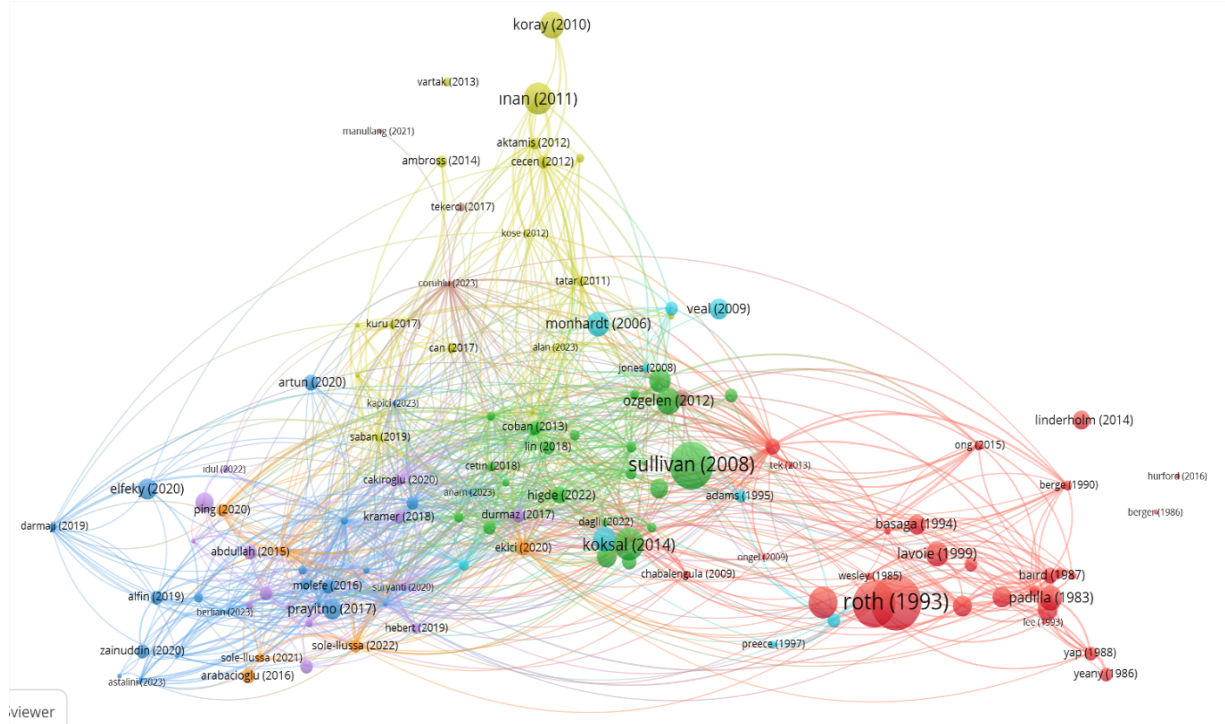 koray (2010)
vartak (2013)
ınan (2011)
manullang (2021)
aktamis (2012)
ambross (2014)
cecen (2012)
tekerci (2017)
kose (2012)
tatar (2011)
coruhlu (2023)
veal (2009)
kuru (2017)
monhardt (2006)
can (2017)
alan (2023)
jones (2008)
artun (2020)
kapici (2023)
ozgelen (2012)
linderholm (2014)
coban (2013)
saban (2019)
lin (2018)
ong (2015)
idul (2022)
cetin (2018)
sullivan (2008)
tek (2013)
hurford (2016)
cakiroglu (2020)
elfeky (2020)
anam (2023)
higde (2022)
adams (1995)
berge (1990)
ping (2020)
kramer (2018)
durmaz (2017)
berger (1986)
darmaji (2019)
dagli (2022)
basaga (1994)
abdullah (2015)
ekici (2020)
koksal (2014)
lavoie (1999)
ongel (2009)
molefe (2016)
suryanti (2020)
chabalengula (2009)
wesley (1985)
baird (1987)
alfin (2019)
berlian (2023)
prayitno (2017)
roth (1993)
padilla (1983)
hebert (2019)
lee (1993)
sole-llussa (2022)
preece (1997)
zainuddin (2020)
sole-llussa (2021)
yap (1988)
astalini (2023)
arabacioglu (2016)
yeany (1986)
viewer